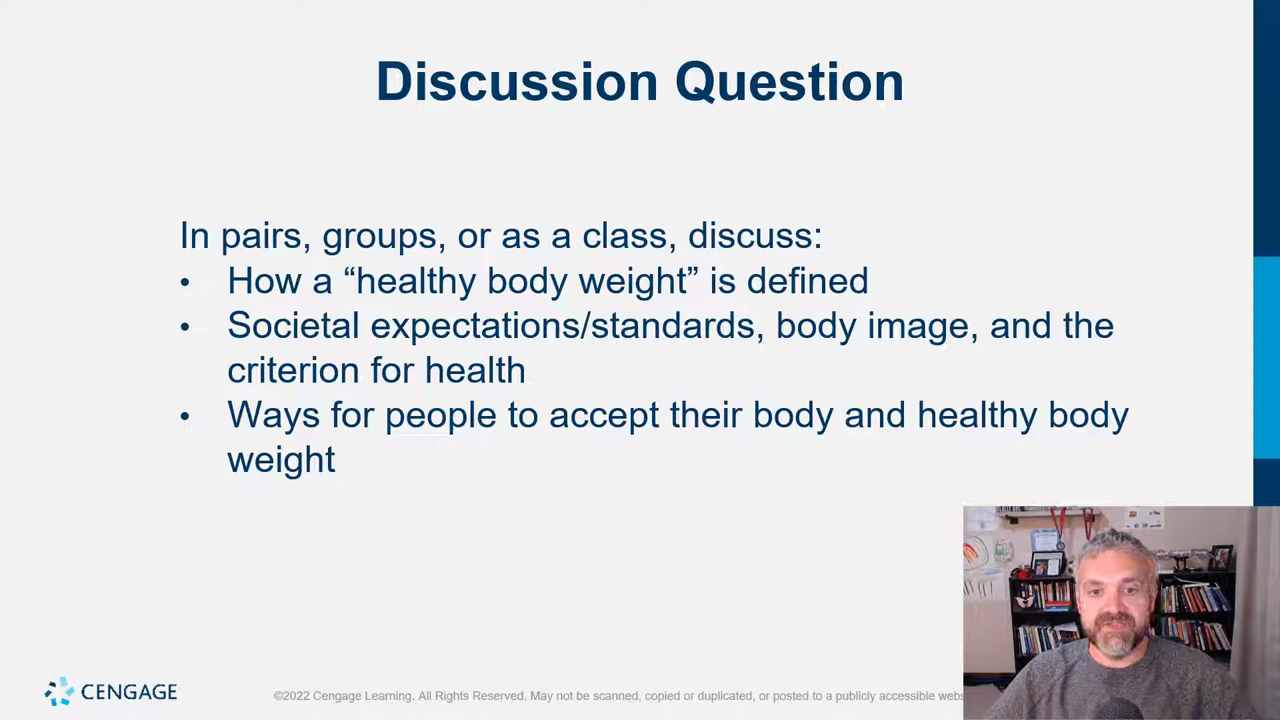 Discussion Question
In pairs, groups, or as a class, discuss:
• How a “healthy body weight” is defined
• Societal expectations/standards, body image, and the
criterion for health
• Ways for people to accept their body and healthy body
weight
CENGAGE
©2022 Cengage Learning. All Rights Reserved. May not be scanned, copied or duplicated, or posted to a publicly accessible